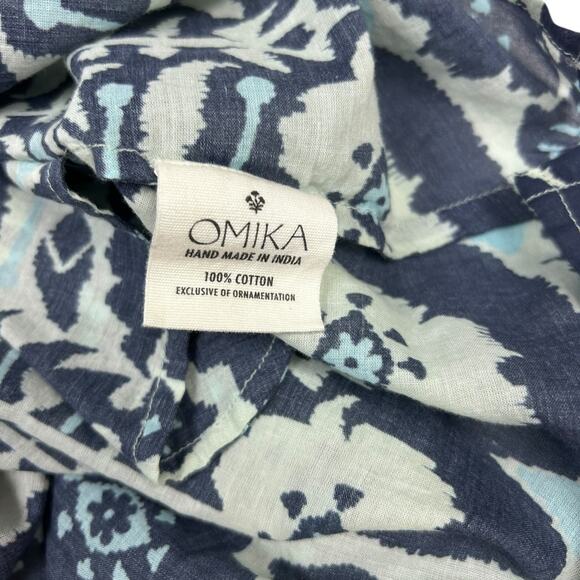 OMIKA
HAND MADE IN INDIA
100% COTTON
EXCLUSIVE OF ORNAMENTATION